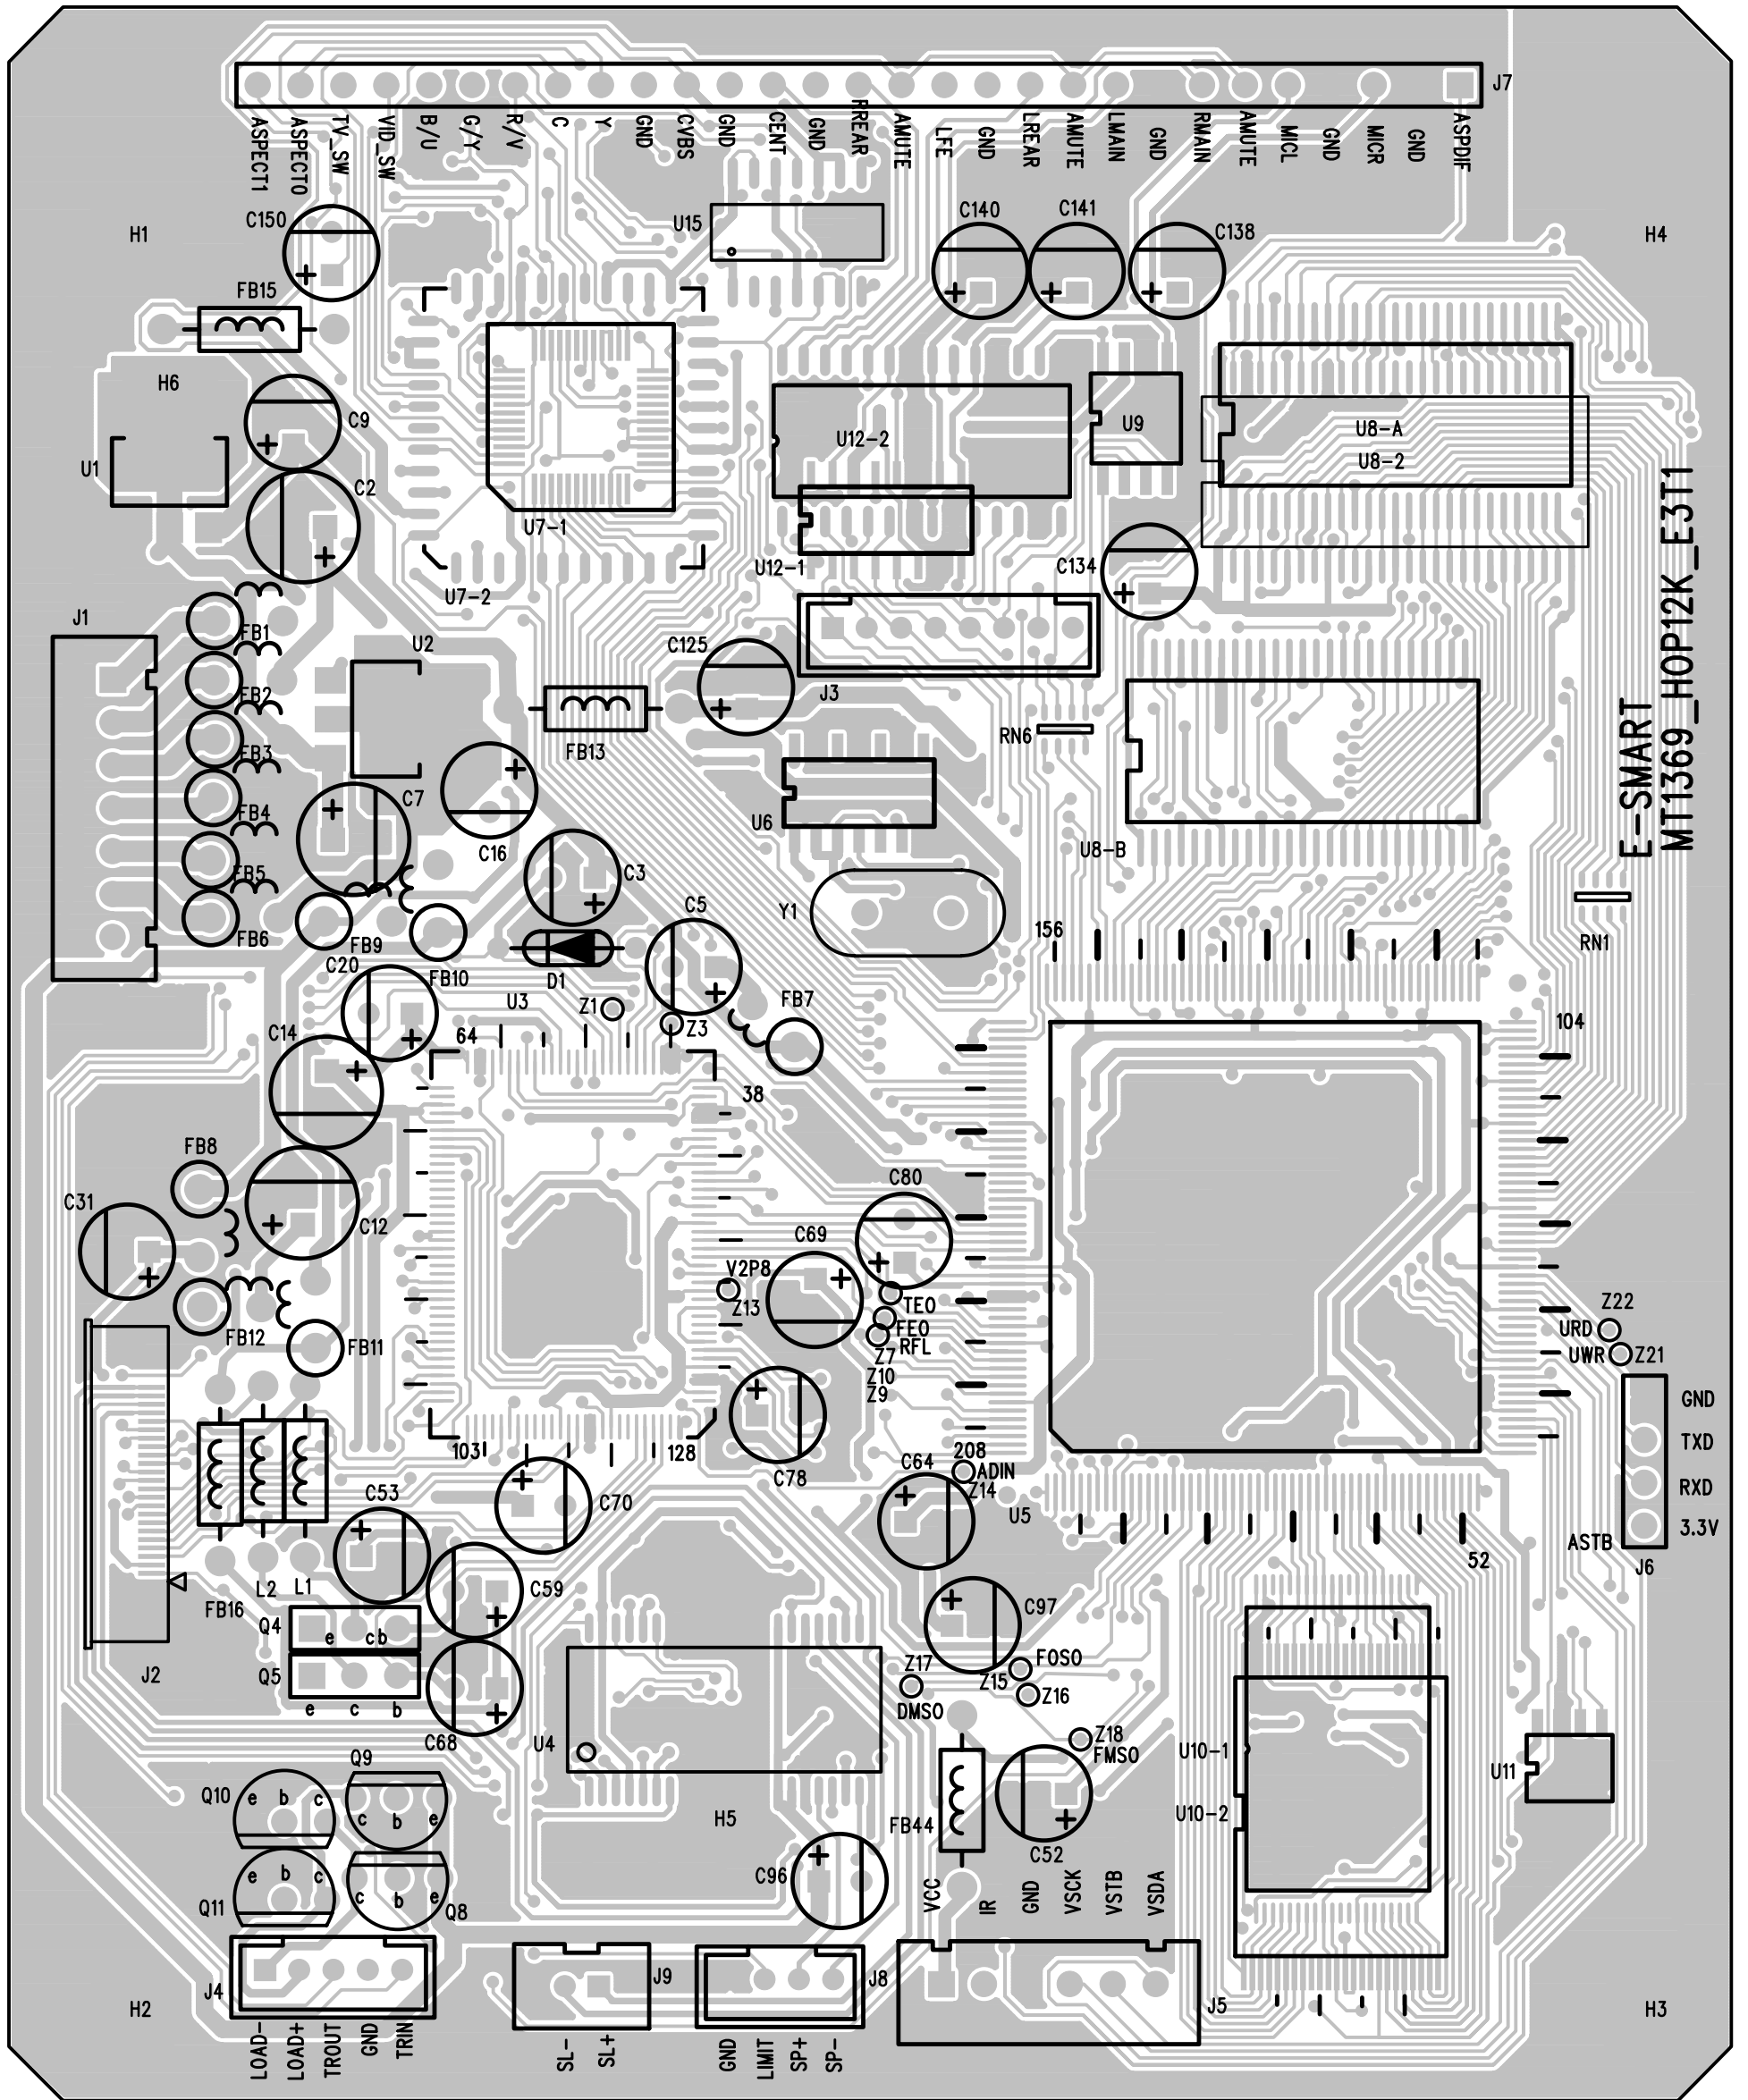 J7
ASPECT1
ASPECT0
TV_SW
VID_SW
B/U
G/Y
R/V
C
Y
GND
CVBS
GND
CENT
GND
RREAR
AMUTE
LFE
GND
LREAR
AMUTE
LMAIN
GND
RMAIN
AMUTE
MICL
GND
MICR
GND
ASPDIF
H1
C150
U15
C140
C141
C138
H4
FB15
H6
C9
U1
C2
U7-1
U7-2
U12-2
U12-1
U9
U8-A
U8-2
C134
E-SMART
MT1369_HOP12K_E3T1
J1
FB1
FB2
FB3
FB4
FB5
FB6
U2
C125
J3
FB13
RN6
C7
C16
U6
U8-B
C3
C5
Y1
156
RN1
FB9
FB10
D1
C20
U3
Z1
Z3
FB7
104
C14
64
38
FB8
C31
C12
C80
C69
V2P8
Z13
TEO
FEO
RFL
Z7
Z10
Z9
Z22
URD
UWR
Z21
FB12
FB11
GND
TXD
RXD
3.3V
ASTB
J6
103
128
C78
208
C64
ADIN
Z14
U5
52
C53
C70
L2
L1
FB16
C59
C97
Q4
e
c
b
J2
Q5
e
c
b
C68
U4
Z17
DMSO
FOSO
Z15
Z16
Z18
FMSO
U10-1
U10-2
U11
Q9
Q10
e
b
c
c
b
e
H5
FB44
C52
C96
Q11
e
b
c
c
b
e
Q8
VCC
IR
GND
VSCK
VSTB
VSDA
J4
J9
J8
J5
H2
H3
LOAD-
LOAD+
TROUT
GND
TRIN
SL-
SL+
GND
LIMIT
SP+
SP-